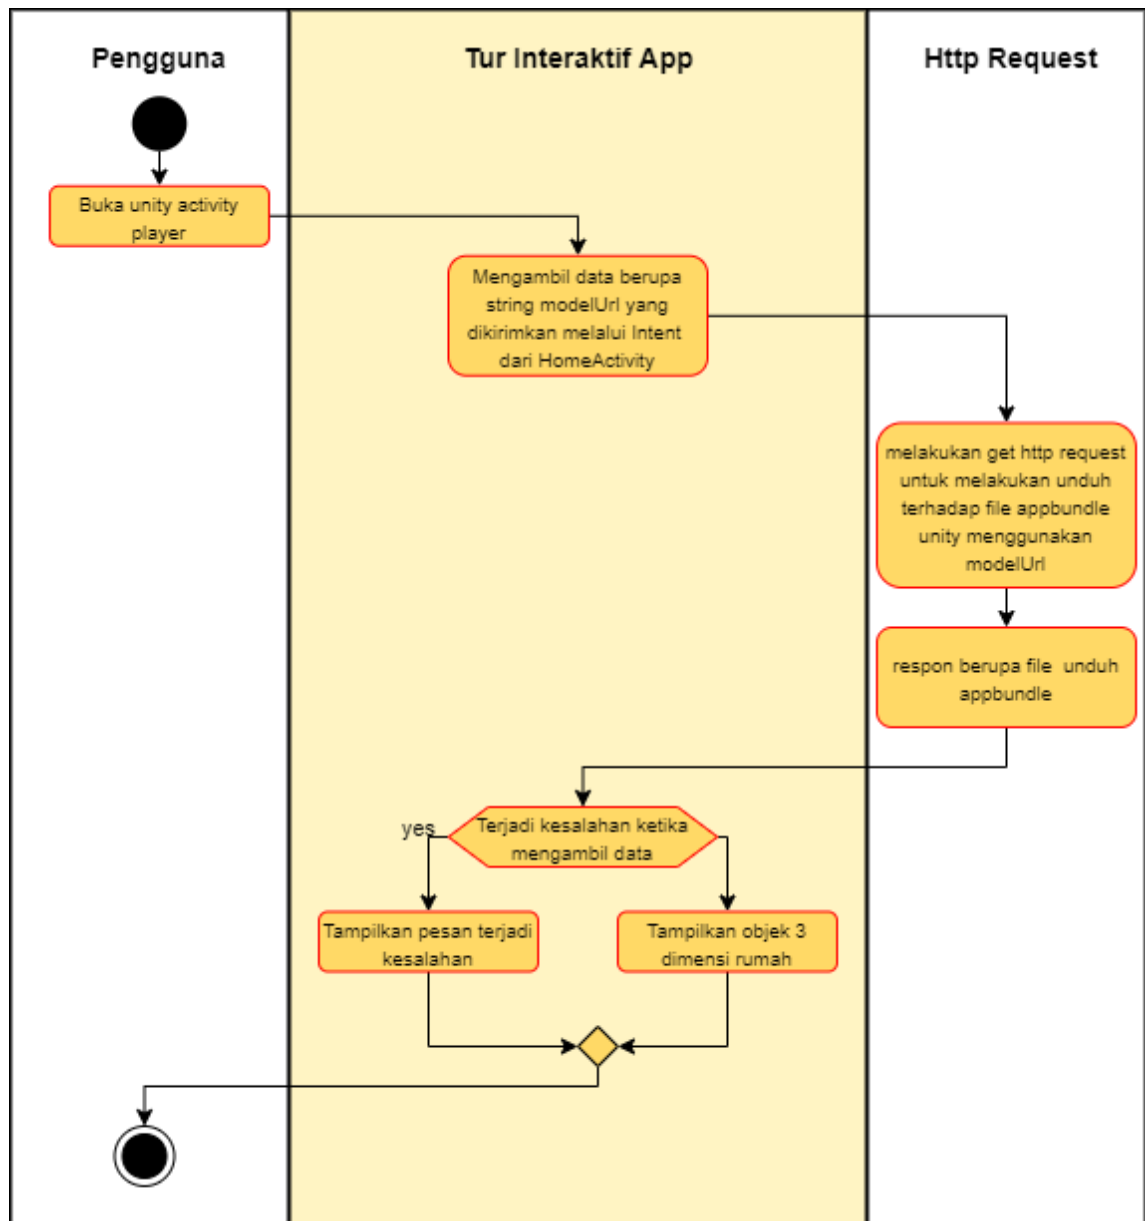 Pengguna
Tur Interaktif App
Http Request
Buka unity activity
player
Mengambil data berupa
string modelUrl yang
dikirimkan melalui Intent
dari HomeActivity
melakukan get http request
untuk melakukan unduh
terhadap file appbundle
unity menggunakan
modelUrl
respon berupa file  unduh
appbundle
Terjadi kesalahan ketika
mengambil data
yes
Tampilkan pesan terjadi
kesalahan
Tampilkan objek 3
dimensi rumah